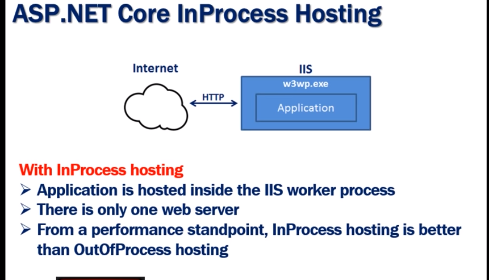 ASP.NET Core InProcess Hosting
Internet
IIS
w3wp.exe
HTTP
Application
With InProcess hosting
Application is hosted inside the IIS worker process
There is only one web server
From a performance standpoint, InProcess hosting is better
than OutOfProcess hosting